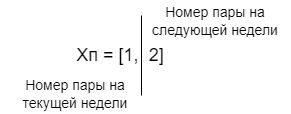 Номер пары на
следующей недели
Xп = [1, 2]
Номер пары на
текущей недели